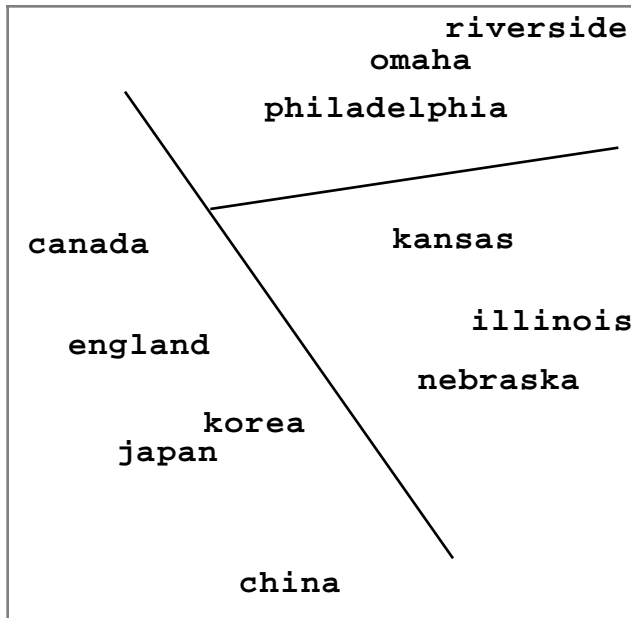 riverside
omaha
philadelphia
kansas
canada
illinois
england
nebraska
korea
japan
china